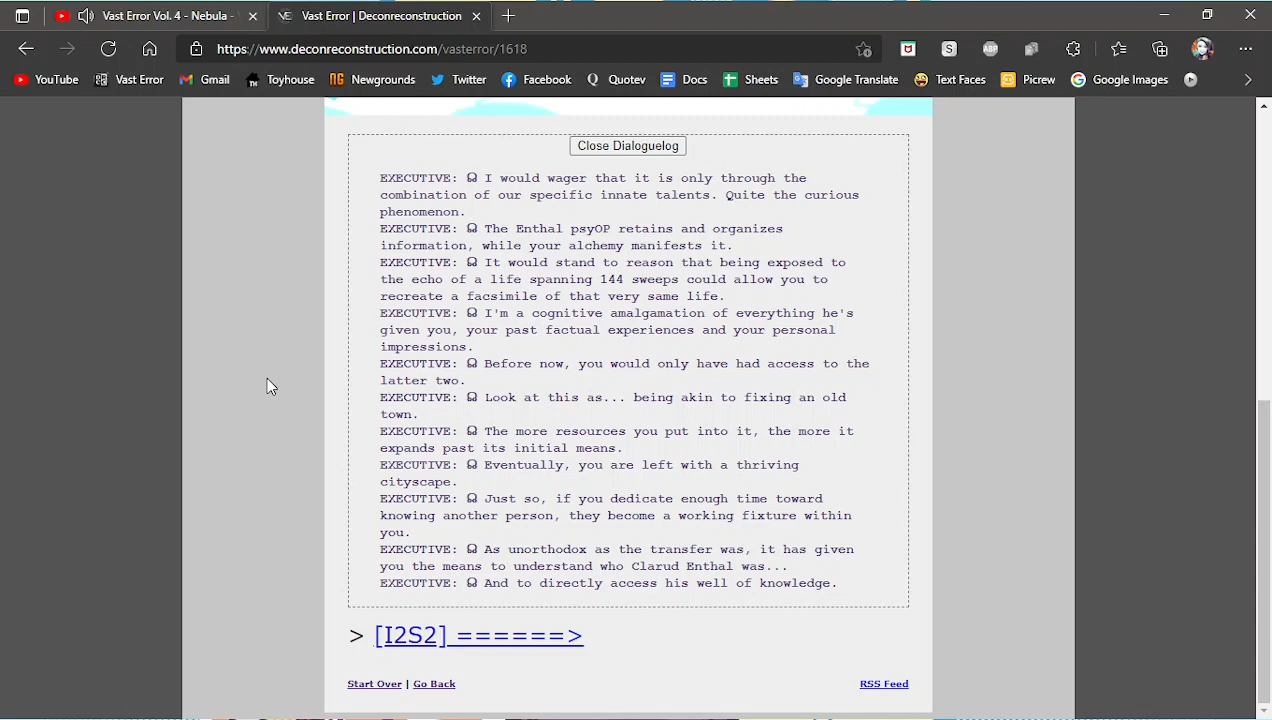 Vast Error Vol. 4 - Nebula -
Vast Error | Deconreconstruction
https://www.deconreconstruction.com/vasterror/1618
YouTube Vast Error Gmail Toyhouse Newgrounds Twitter Facebook Quotev Docs Sheets Google Translate Text Faces Picrew Google Images
Close Dialoguelog
EXECUTIVE: ☊ I would wager that it is only through the
combination of our specific innate talents. Quite the curious
phenomenon.
EXECUTIVE: ☊ The Enthal psyOP retains and organizes
information, while your alchemy manifests it.
EXECUTIVE: ☊ It would stand to reason that being exposed to
the echo of a life spanning 144 sweeps could allow you to
recreate a facsimile of that very same life.
EXECUTIVE: ☊ I'm a cognitive amalgamation of everything he's
given you, your past factual experiences and your personal
impressions.
EXECUTIVE: ☊ Before now, you would only have had access to the
latter two.
EXECUTIVE: ☊ Look at this as... being akin to fixing an old
town.
EXECUTIVE: ☊ The more resources you put into it, the more it
expands past its initial means.
EXECUTIVE: ☊ Eventually, you are left with a thriving
cityscape.
EXECUTIVE: ☊ Just so, if you dedicate enough time toward
knowing another person, they become a working fixture within
you.
EXECUTIVE: ☊ As unorthodox as the transfer was, it has given
you the means to understand who Clarud Enthal was...
EXECUTIVE: ☊ And to directly access his well of knowledge.
> [I2S2] ======>
Start Over | Go Back
RSS Feed